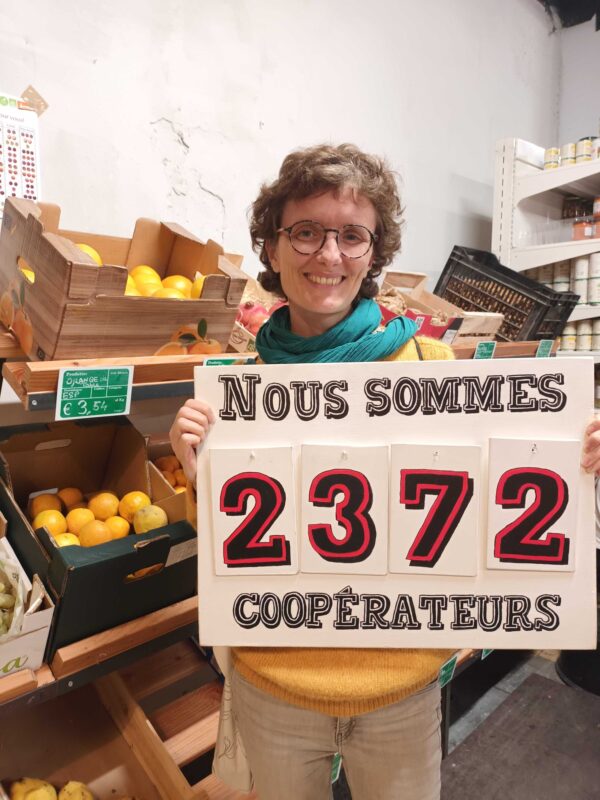 NOUS SOMMES
2372
COOPÉRATEURS
ORANGE
ESP
€ 3,54